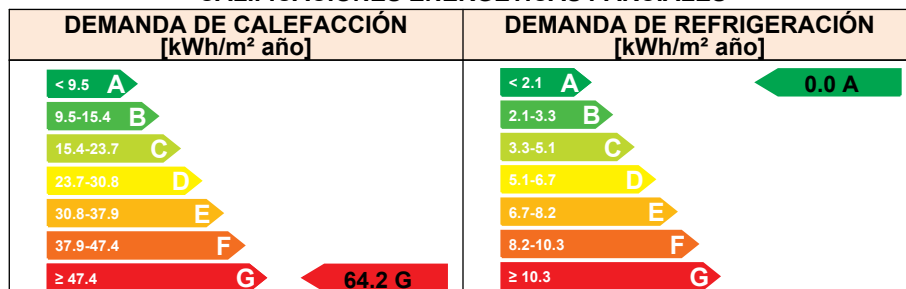 DEMANDA DE CALEFACCIÓN
[kWh/m² año]
< 9.5 A
9.5-15.4 B
15.4-23.7 C
23.7-30.8 D
30.8-37.9 E
37.9-47.4 F
≥ 47.4 G
64.2 G
DEMANDA DE REFRIGERACIÓN
[kWh/m² año]
< 2.1 A
0.0 A
2.1-3.3 B
3.3-5.1 C
5.1-6.7 D
6.7-8.2 E
8.2-10.3 F
≥ 10.3 G